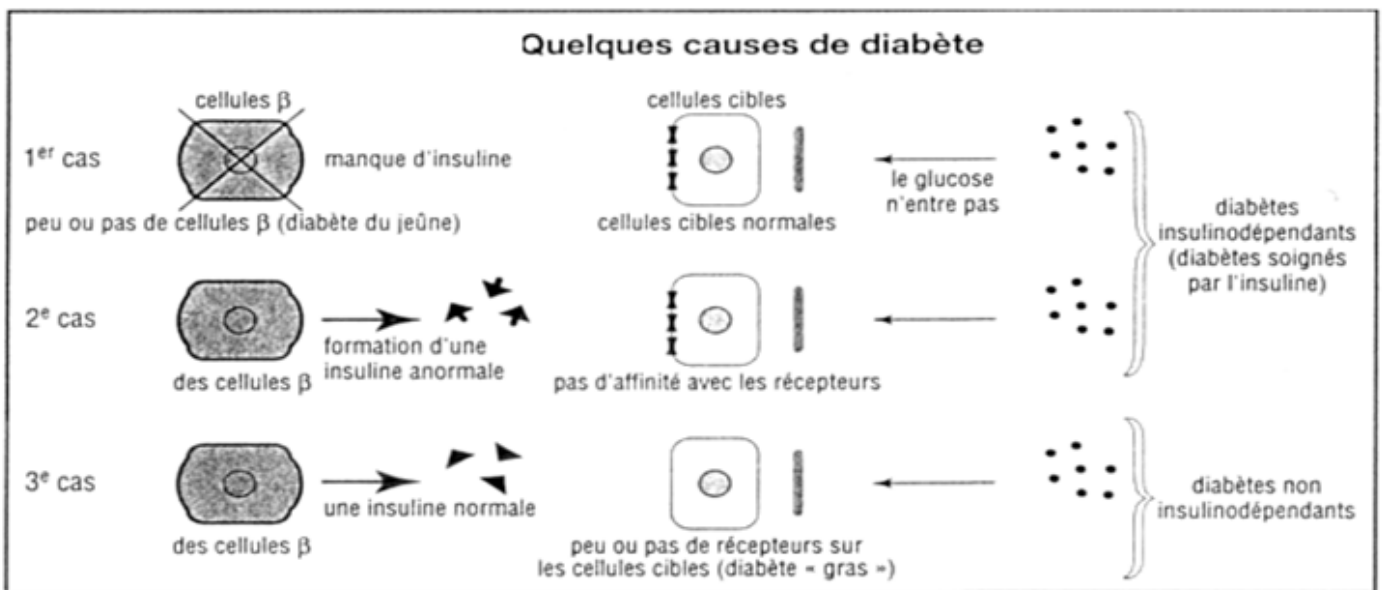 Quelques causes de diabète
cellules β
cellules cibles
1er cas
manque d'insuline
le glucose
n'entre pas
peu ou pas de cellules β (diabète du jeûne)
cellules cibles normales
diabètes
insulinodépendants
(diabètes soignés
par l'insuline)
2e cas
formation d'une
insuline anormale
des cellules β
pas d'affinité avec les récepteurs
3e cas
une insuline normale
des cellules β
peu ou pas de récepteurs sur
les cellules cibles (diabète « gras »)
diabètes non
insulinodépendants